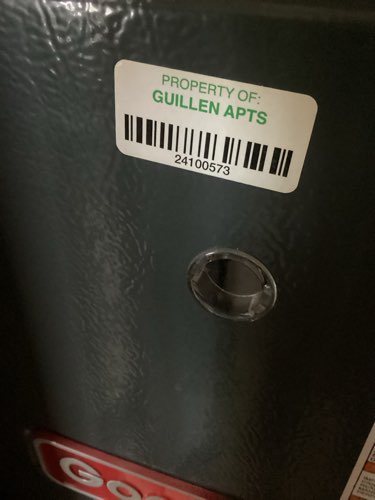 PROPERTY OF:
GUILLEN APTS
24100573